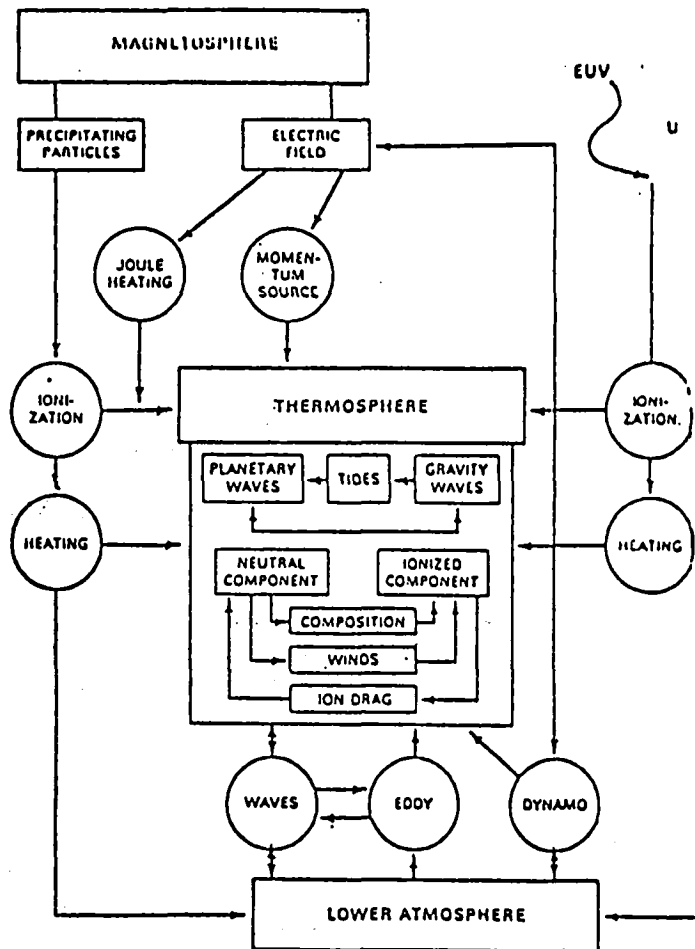 MAGNETOSPHERE
EUV
U
PRECIPITATING
PARTICLES
ELECTRIC
FIELD
JOULE
HEATING
MOMEN-
TUM
SOURCE
IONI-
ZATION
THERMOSPHERE
IONI-
ZATION.
PLANETARY
WAVES
TIDES
GRAVITY
WAVES
HEATING
HEATING
NEUTRAL
COMPONENT
IONIZED
COMPONENT
COMPOSITION
WINDS
ION DRAG
WAVES
EDDY
DYNAMO
LOWER ATMOSPHERE